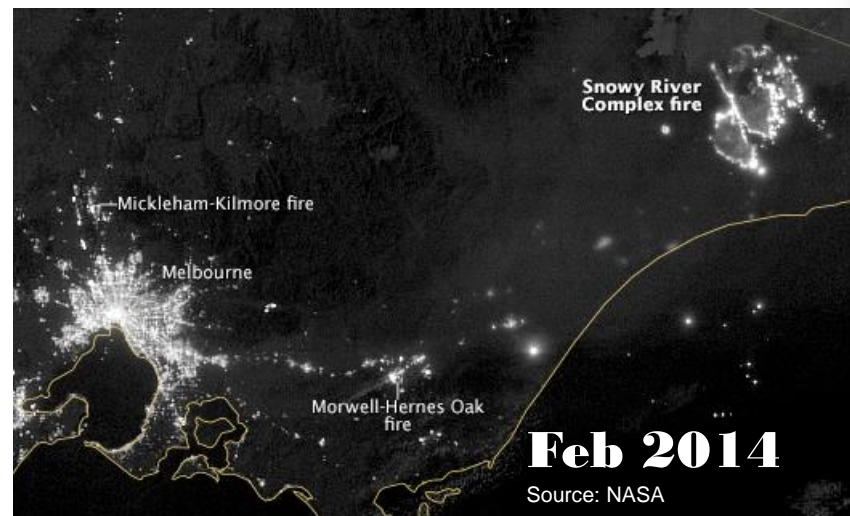 Snowy River
Complex fire
Mickleham-Kilmore fire
Melbourne
Morwell-Hernes Oak
fire
Feb 2014
Source: NASA